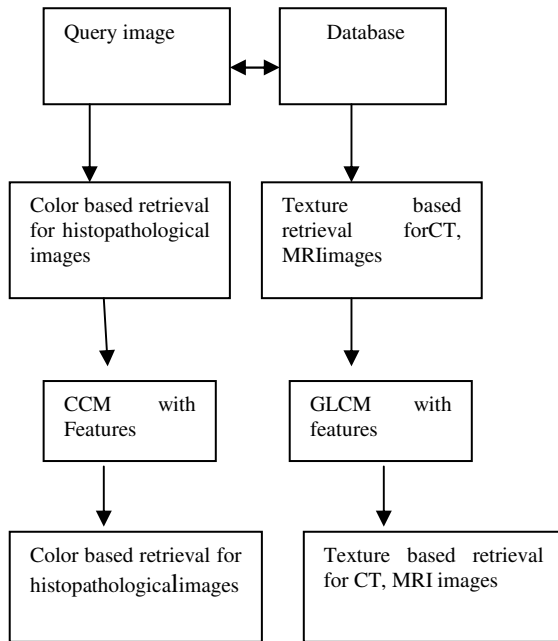 Query image
Database
Color based retrieval
for histopathological
images
Texture based
retrieval forCT,
MRIimages
CCM with
Features
GLCM with
features
Color based retrieval for
histopathologicalimages
Texture based retrieval
for CT, MRI images